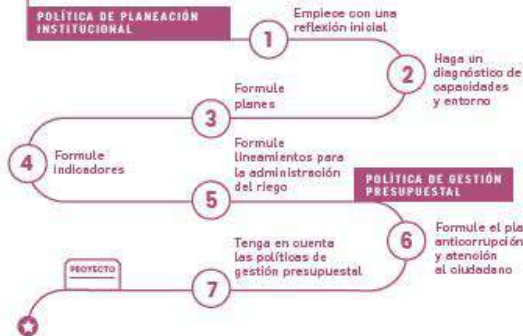 POLÍTICA DE PLANEACIÓN
INSTITUCIONAL
1
Empiece con una
reflexión inicial
2
Haga un
diagnóstico de
capacidades
y entorno
3
Formule
planes
4
Formule
indicadores
5
Formule
lineamientos para
la administración
del riego
POLÍTICA DE GESTIÓN
PRESUPUESTAL
6
Formule el pla
anticorrupción
y atención
al ciudadano
7
Tenga en cuenta
las políticas de
gestión presupuestal
PROYECTO